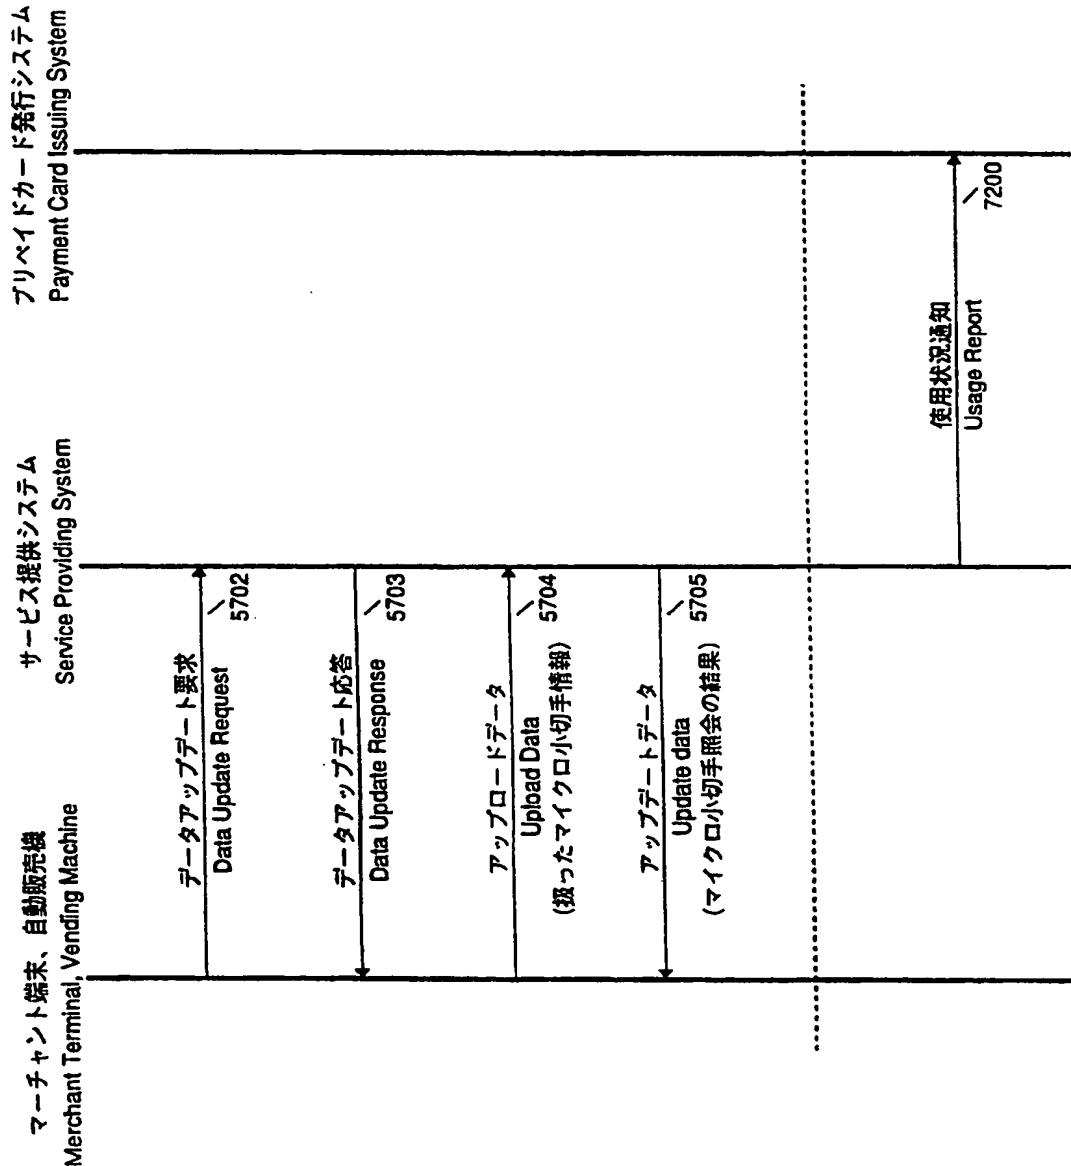 マーチャント端末、自動販売機
Merchant Terminal, Vending Machine
サービス提供システム
Service Providing System
プリペイドカード発行システム
Payment Card Issuing System
データアップデート要求
Data Update Request
5702
データアップデート応答
Data Update Response
5703
アップロードデータ
Upload Data
(扱ったマイクロ小切手情報)
5704
アップデートデータ
Update data
(マイクロ小切手照会の結果)
5705
使用状況通知
Usage Report
7200